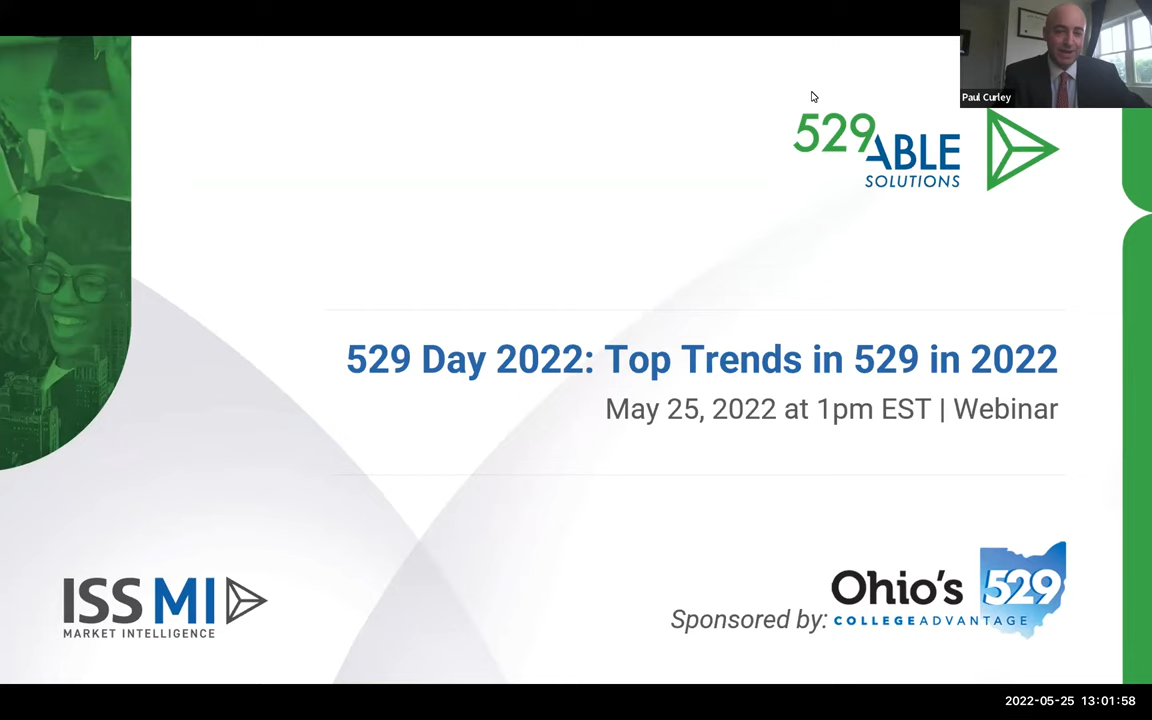 Paul Curley
529
ABLE
SOLUTIONS
529 Day 2022: Top Trends in 529 in 2022
May 25, 2022 at 1pm EST | Webinar
ISS MI
MARKET INTELLIGENCE
Sponsored by:
Ohio's 529
COLLEGEADVANTAGE
2022-05-25 13:01:58